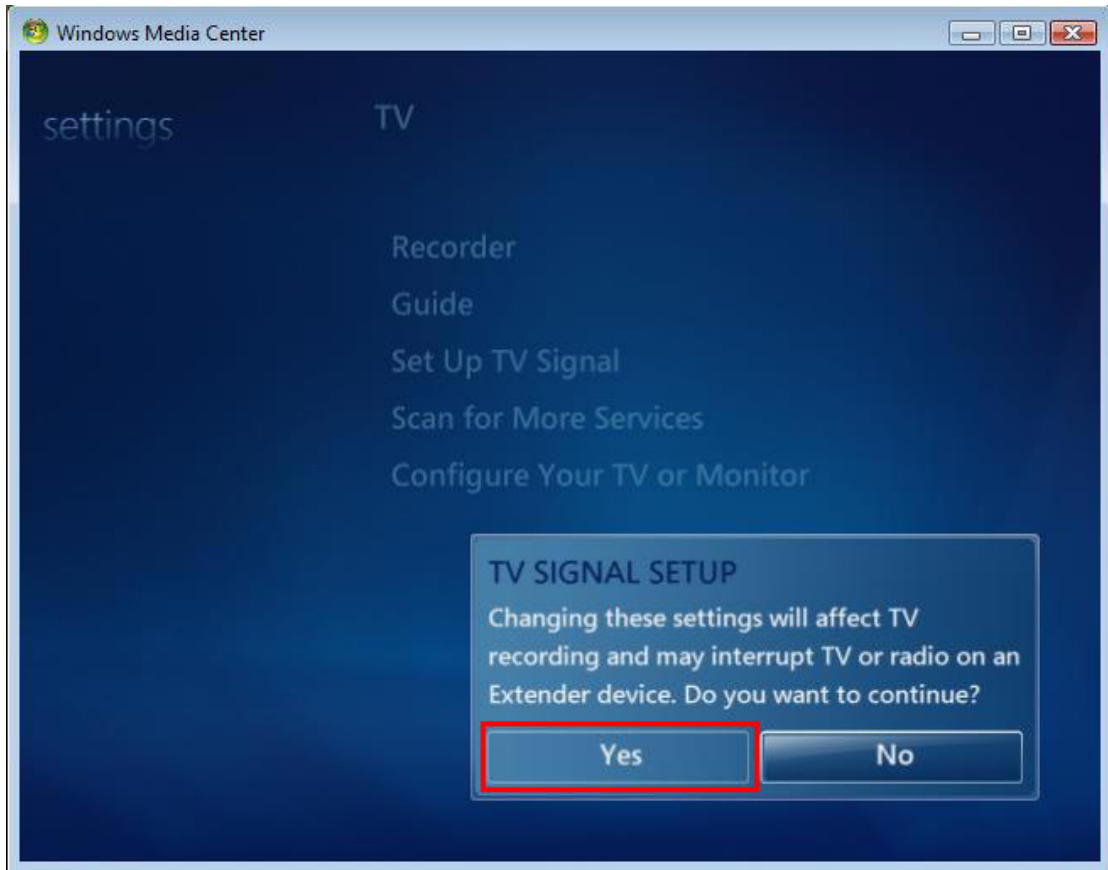 Windows Media Center
settings
TV
Recorder
Guide
Set Up TV Signal
Scan for More Services
Configure Your TV or Monitor
TV SIGNAL SETUP
Changing these settings will affect TV
recording and may interrupt TV or radio on an
Extender device. Do you want to continue?
Yes
No